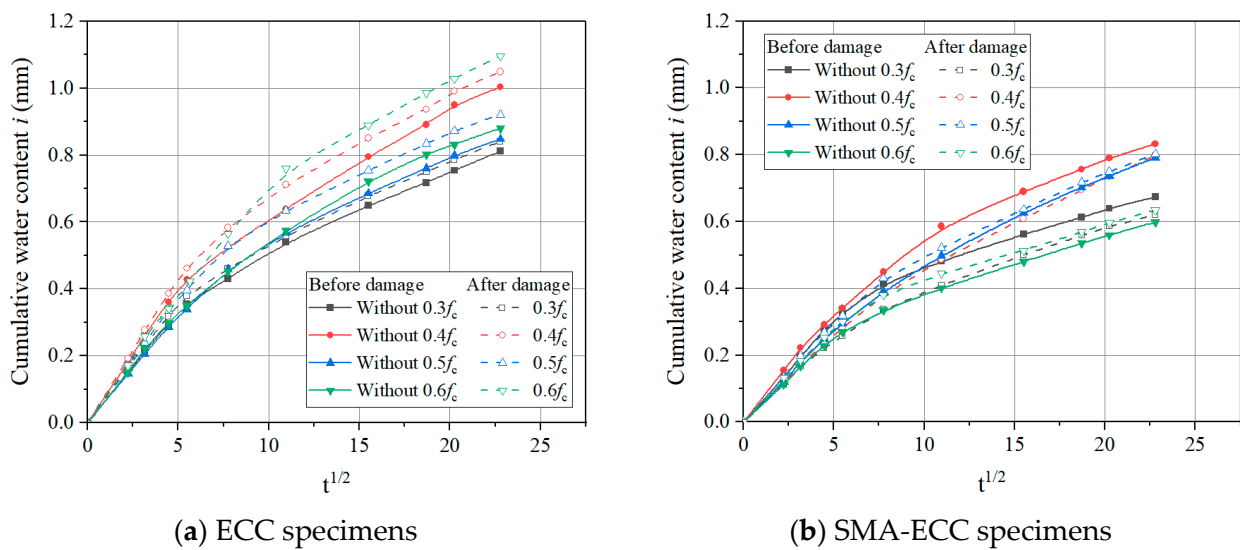 1.2
1.0
0.8
0.6
0.4
0.2
0.0
Cumulative water content i (mm)
Before damage After damage
Without 0.3fc 0.3fc
Without 0.4fc 0.4fc
Without 0.5fc 0.5fc
Without 0.6fc 0.6fc
0 5 10 15 20 25
t1/2
(a) ECC specimens
1.2
1.0
0.8
0.6
0.4
0.2
0.0
Cumulative water content i (mm)
Before damage After damage
Without 0.3fc 0.3fc
Without 0.4fc 0.4fc
Without 0.5fc 0.5fc
Without 0.6fc 0.6fc
0 5 10 15 20 25
t1/2
(b) SMA-ECC specimens